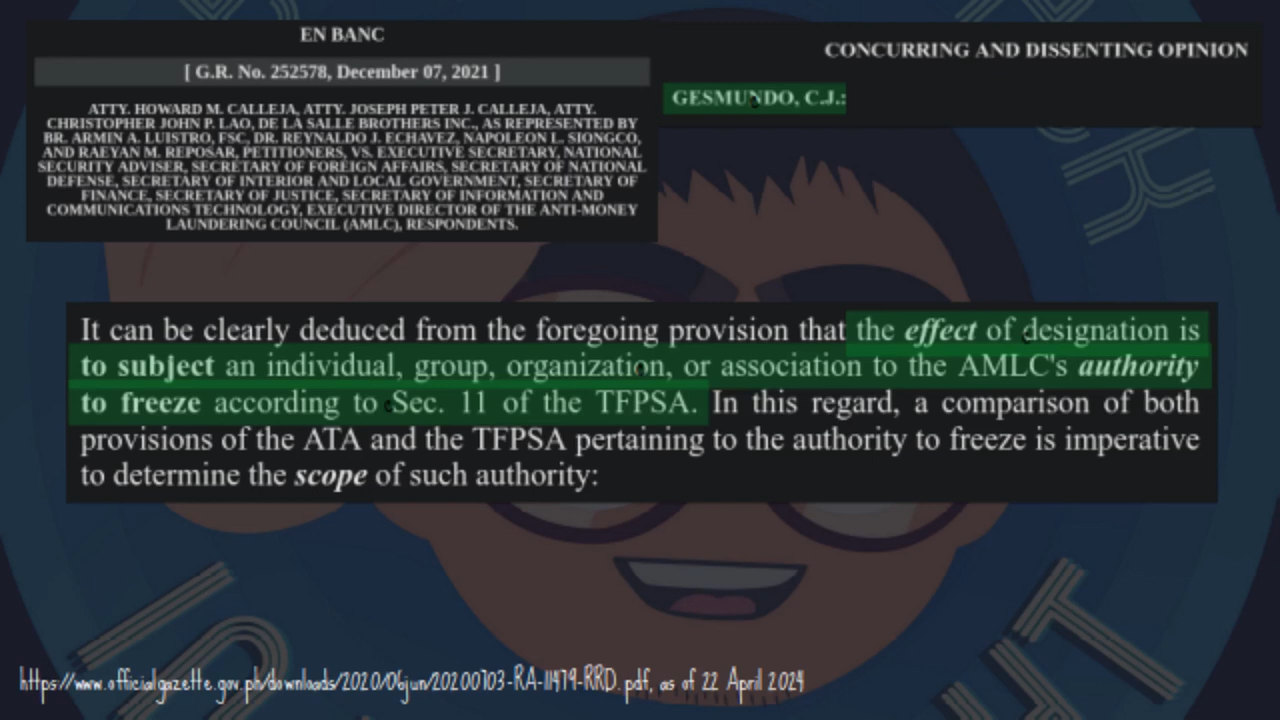 EN BANC
[ G.R. No. 252578, December 07, 2021 ]
ATTY. HOWARD M. CALLEJA, ATTY. JOSEPH PETER J. CALLEJA, ATTY.
CHRISTOPHER JOHN P. LAO, DE LA SALLE BROTHERS INC., AS REPRESENTED BY
BR. ARMIN A. LUISTRO, FSC, DR. REYNALDO J. ECHAVEZ, NAPOLEON L. SIONGCO,
AND RAEYAN M. REPOSAR, PETITIONERS, VS. EXECUTIVE SECRETARY, NATIONAL
SECURITY ADVISER, SECRETARY OF FOREIGN AFFAIRS, SECRETARY OF NATIONAL
DEFENSE, SECRETARY OF INTERIOR AND LOCAL GOVERNMENT, SECRETARY OF
FINANCE, SECRETARY OF JUSTICE, SECRETARY OF INFORMATION AND
COMMUNICATIONS TECHNOLOGY, EXECUTIVE DIRECTOR OF THE ANTI-MONEY
LAUNDERING COUNCIL (AMLC), RESPONDENTS.
CONCURRING AND DISSENTING OPINION
GESMUNDO, C.J.:
It can be clearly deduced from the foregoing provision that the effect of designation is
to subject an individual, group, organization, or association to the AMLC's authority
to freeze according to Sec. 11 of the TFPSA. In this regard, a comparison of both
provisions of the ATA and the TFPSA pertaining to the authority to freeze is imperative
to determine the scope of such authority:
https://www.officialgazette.gov.ph/downloads/2020/06jun/20200703-RA-11479-RRD.pdf, as of 22 April 2024